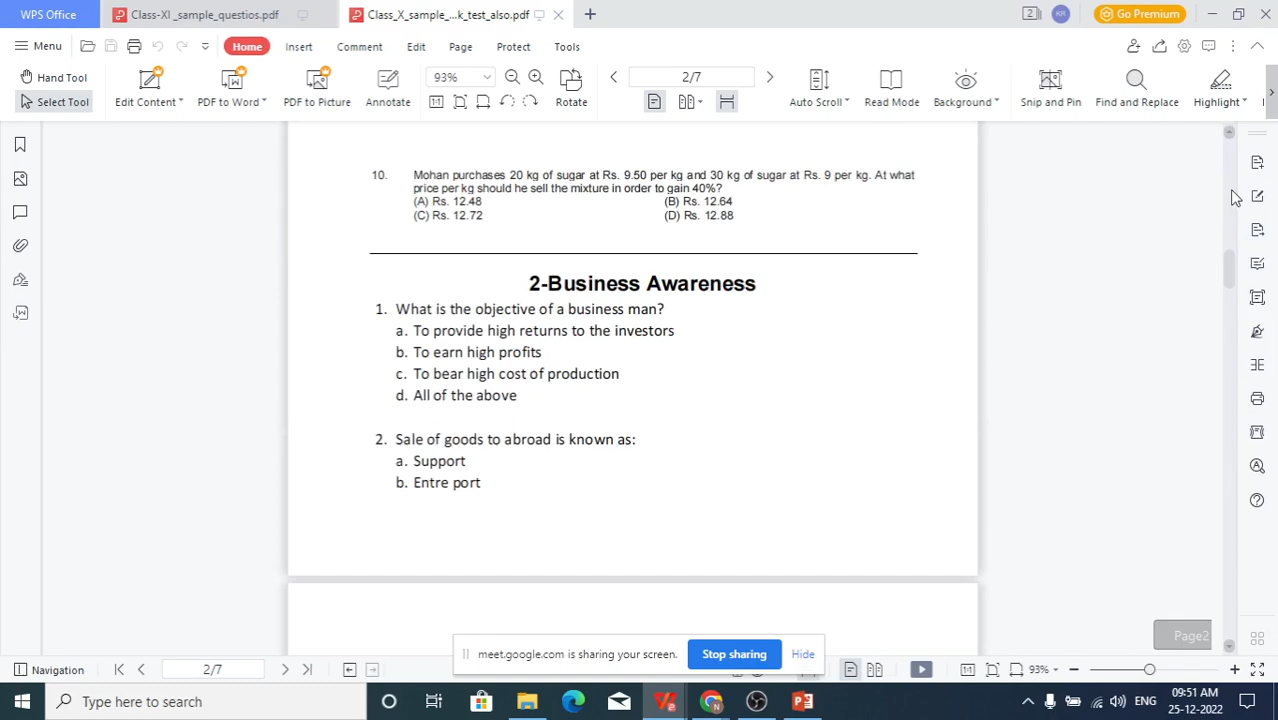 WPS Office
Class-XI _sample_questios.pdf
Class_X_sample_...k_test_also.pdf
2
KR
Go Premium
Menu
Home
Insert
Comment
Edit
Page
Protect
Tools
Hand Tool
Select Tool
Edit Content
PDF to Word
PDF to Picture
Annotate
93%
Rotate
2/7
Auto Scroll
Read Mode
Background
Snip and Pin
Find and Replace
Highlight
10. Mohan purchases 20 kg of sugar at Rs. 9.50 per kg and 30 kg of sugar at Rs. 9 per kg. At what
price per kg should he sell the mixture in order to gain 40%?
(A) Rs. 12.48 (B) Rs. 12.64
(C) Rs. 12.72 (D) Rs. 12.88
2-Business Awareness
1. What is the objective of a business man?
a. To provide high returns to the investors
b. To earn high profits
c. To bear high cost of production
d. All of the above
2. Sale of goods to abroad is known as:
a. Support
b. Entre port
Page2
meet.google.com is sharing your screen.
Stop sharing
Hide
Navigation
2/7
93%
Type here to search
ENG
09:51 AM
25-12-2022